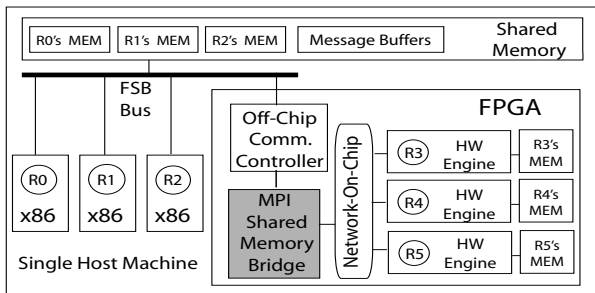 R0's MEM
R1's MEM
R2's MEM
Message Buffers
Shared
Memory
FSB
Bus
FPGA
Off-Chip
Comm.
Controller
MPI
Shared
Memory
Bridge
Network-On-Chip
R3
HW
Engine
R3's
MEM
R4
HW
Engine
R4's
MEM
R5
HW
Engine
R5's
MEM
R0
x86
R1
x86
R2
x86
Single Host Machine